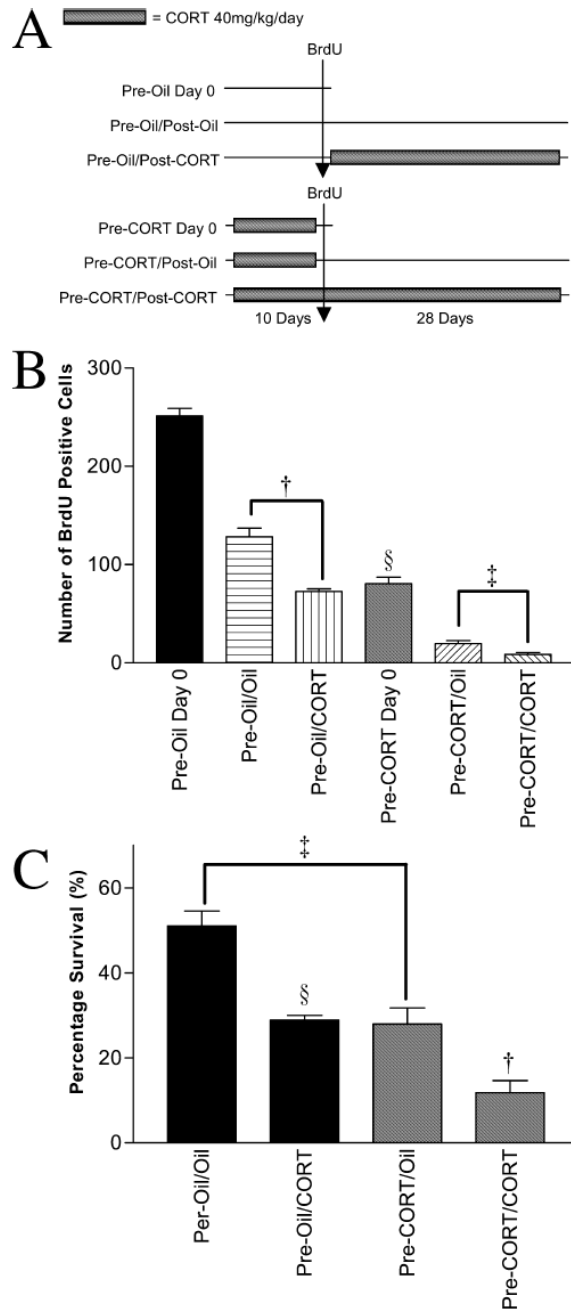 A
= CORT 40mg/kg/day
BrdU
Pre-Oil Day 0
Pre-Oil/Post-Oil
Pre-Oil/Post-CORT
BrdU
Pre-CORT Day 0
Pre-CORT/Post-Oil
Pre-CORT/Post-CORT
10 Days
28 Days
B
Number of BrdU Positive Cells
300
200
100
0
†
§
‡
Pre-Oil Day 0
Pre-Oil/Oil
Pre-Oil/CORT
Pre-CORT Day 0
Pre-CORT/Oil
Pre-CORT/CORT
C
Percentage Survival (%)
60
40
20
0
‡
§
†
Per-Oil/Oil
Pre-Oil/CORT
Pre-CORT/Oil
Pre-CORT/CORT